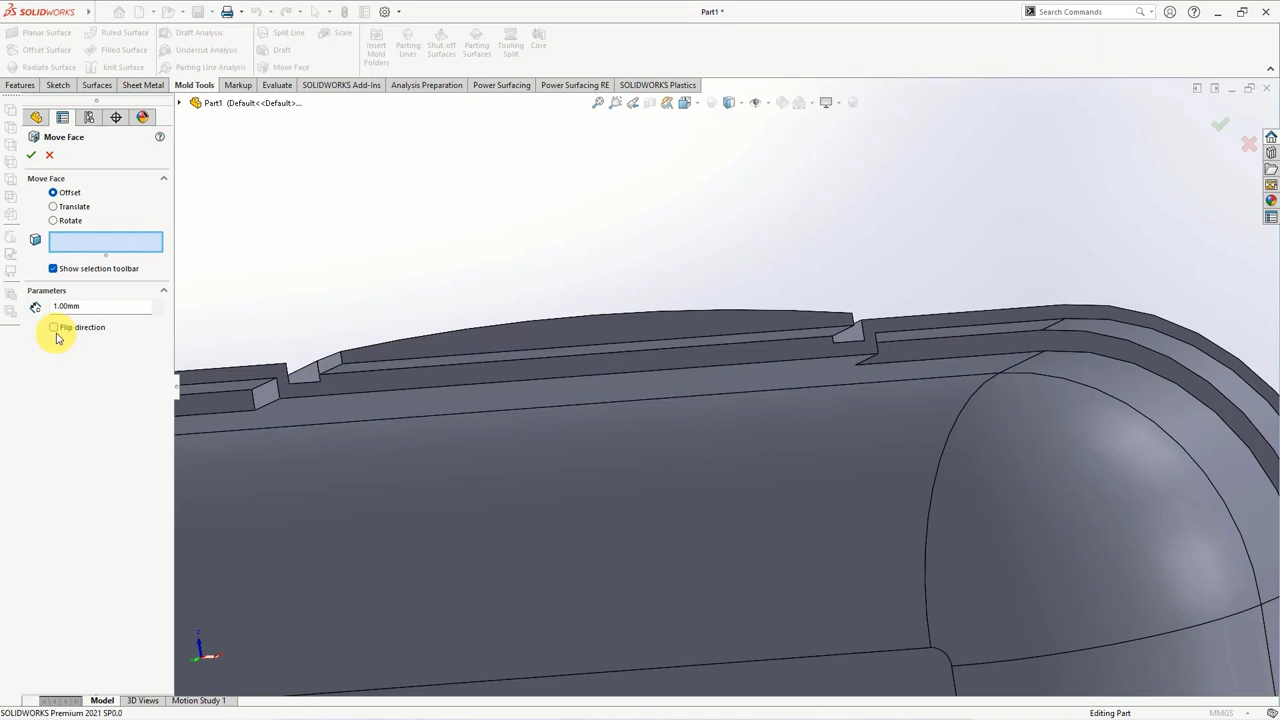 SOLIDWORKS
Part1 *
Search Commands
Planar Surface
Ruled Surface
Draft Analysis
Split Line
Scale
Offset Surface
Filled Surface
Undercut Analysis
Draft
Radiate Surface
Knit Surface
Parting Line Analysis
Move Face
Insert Mold Folders
Parting Lines
Shut-off Surfaces
Parting Surfaces
Tooling Split
Core
Features
Sketch
Surfaces
Sheet Metal
Mold Tools
Markup
Evaluate
SOLIDWORKS Add-Ins
Analysis Preparation
Power Surfacing
Power Surfacing RE
SOLIDWORKS Plastics
Part1 (Default<<Default>...
Move Face
Move Face
Offset
Translate
Rotate
Show selection toolbar
Parameters
1.00mm
Flip direction
z
Model
3D Views
Motion Study 1
SOLIDWORKS Premium 2021 SP0.0
Editing Part
MMGS